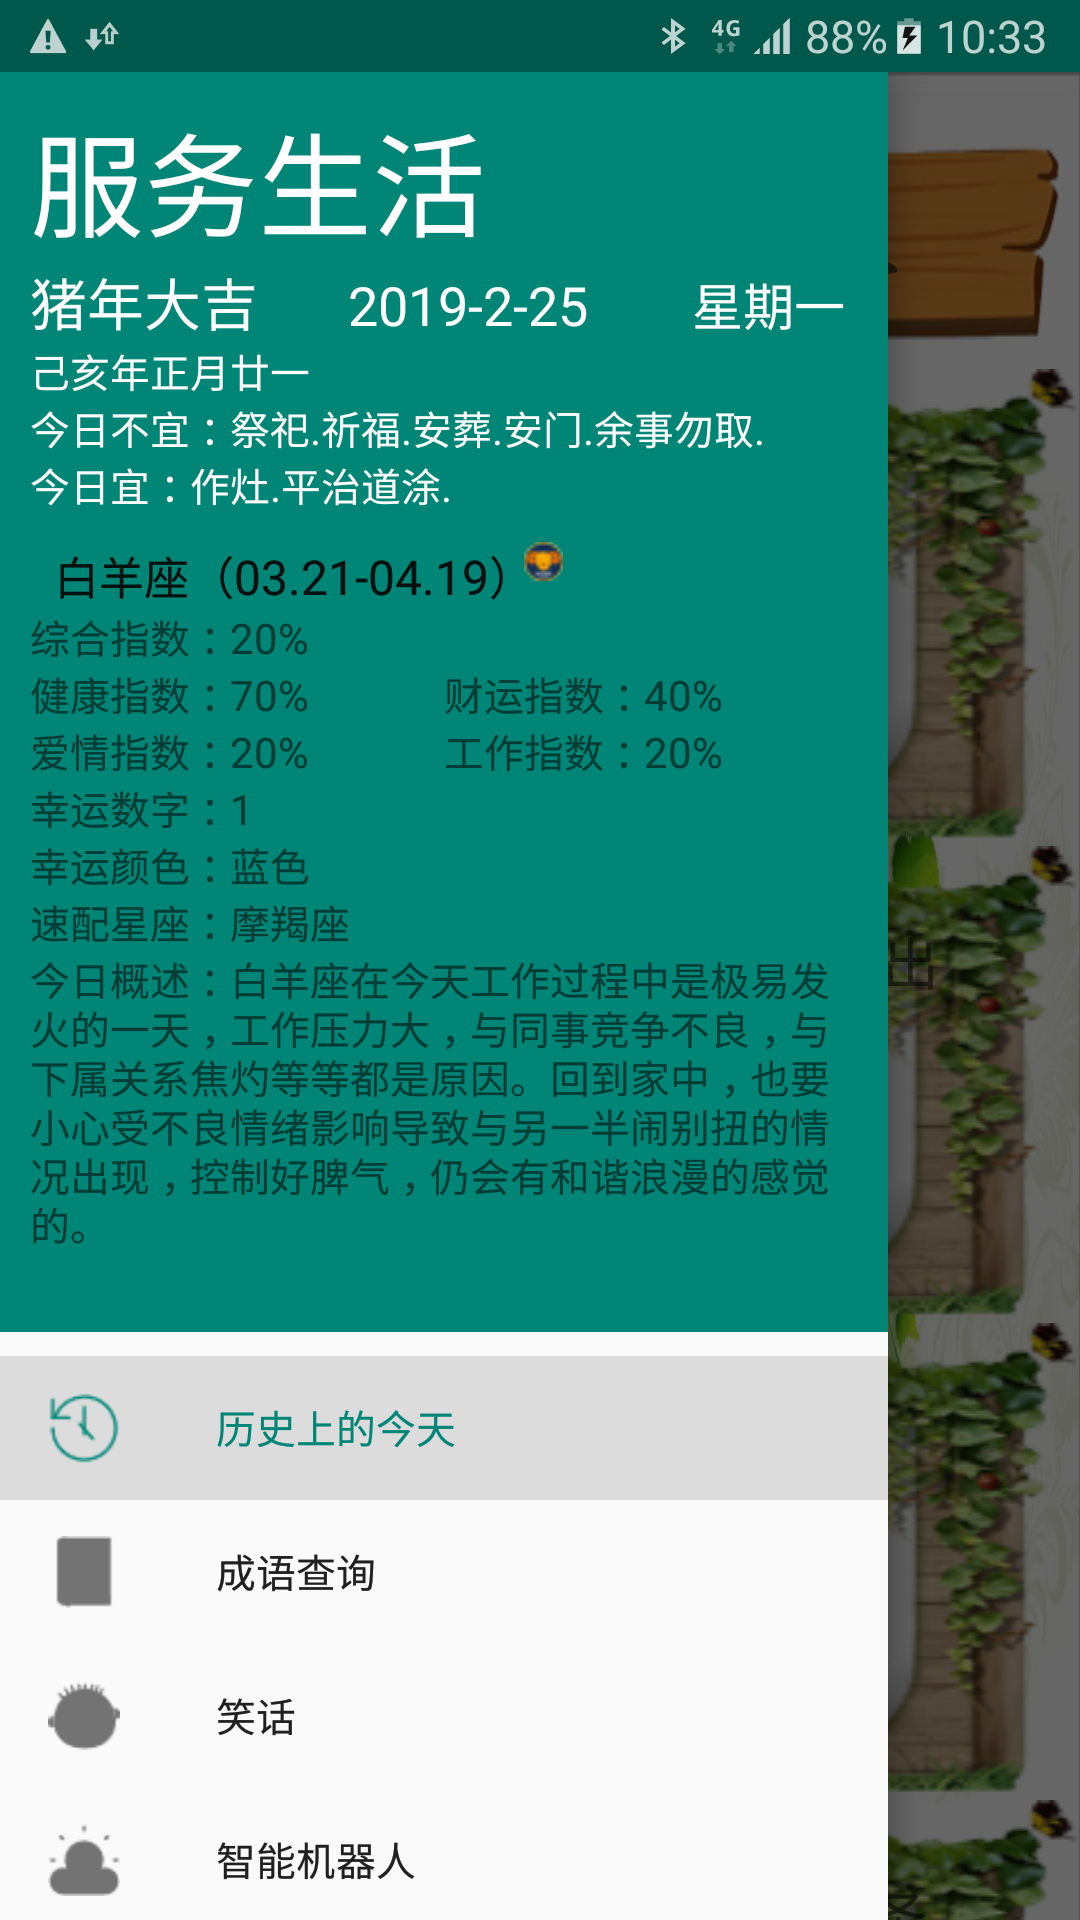 4G 88% 10:33
服务生活
猪年大吉 2019-2-25 星期一
己亥年正月廿一
今日不宜：祭祀.祈福.安葬.安门.余事勿取.
今日宜：作灶.平治道涂.
白羊座（03.21-04.19）
综合指数：20%
健康指数：70% 财运指数：40%
爱情指数：20% 工作指数：20%
幸运数字：1
幸运颜色：蓝色
速配星座：摩羯座
今日概述：白羊座在今天工作过程中是极易发
火的一天，工作压力大，与同事竞争不良，与
下属关系焦灼等等都是原因。回到家中，也要
小心受不良情绪影响导致与另一半闹别扭的情
况出现，控制好脾气，仍会有和谐浪漫的感觉
的。
出
历史上的今天
成语查询
笑话
智能机器人